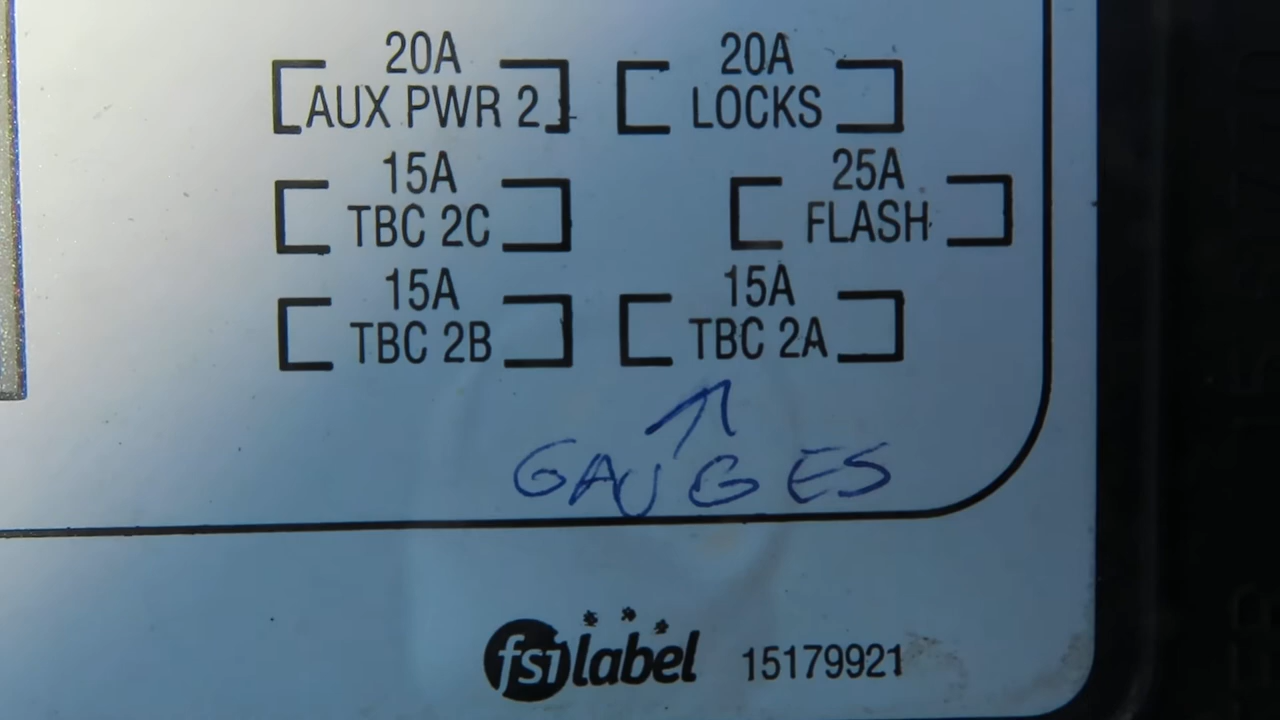 20A 20A
AUX PWR 2 LOCKS
15A 25A
TBC 2C FLASH
15A 15A
TBC 2B TBC 2A
GAUGES
fsi label 15179921